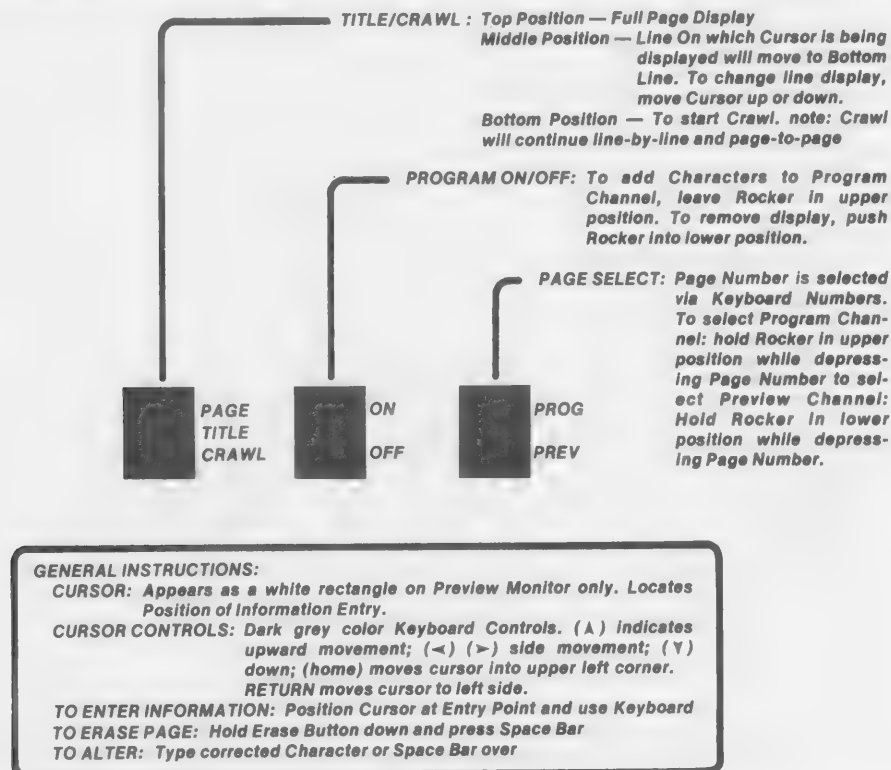 TITLE/CRAWL : Top Position — Full Page Display
Middle Position — Line On which Cursor is being
displayed will move to Bottom
Line. To change line display,
move Cursor up or down.
Bottom Position — To start Crawl. note: Crawl
will continue line-by-line and page-to-page
PROGRAM ON/OFF: To add Characters to Program
Channel, leave Rocker in upper
position. To remove display, push
Rocker into lower position.
PAGE SELECT: Page Number is selected
via Keyboard Numbers.
To select Program Chan-
nel: hold Rocker in upper
position while depress-
ing Page Number to sel-
ect Preview Channel:
Hold Rocker in lower
position while depress-
ing Page Number.
PAGE
TITLE
CRAWL
ON
OFF
PROG
PREV
GENERAL INSTRUCTIONS:
CURSOR: Appears as a white rectangle on Preview Monitor only. Locates
Position of Information Entry.
CURSOR CONTROLS: Dark grey color Keyboard Controls. (⋏) indicates
upward movement; (≺) (≻) side movement; (⋎)
down; (home) moves cursor into upper left corner.
RETURN moves cursor to left side.
TO ENTER INFORMATION: Position Cursor at Entry Point and use Keyboard
TO ERASE PAGE: Hold Erase Button down and press Space Bar
TO ALTER: Type corrected Character or Space Bar over